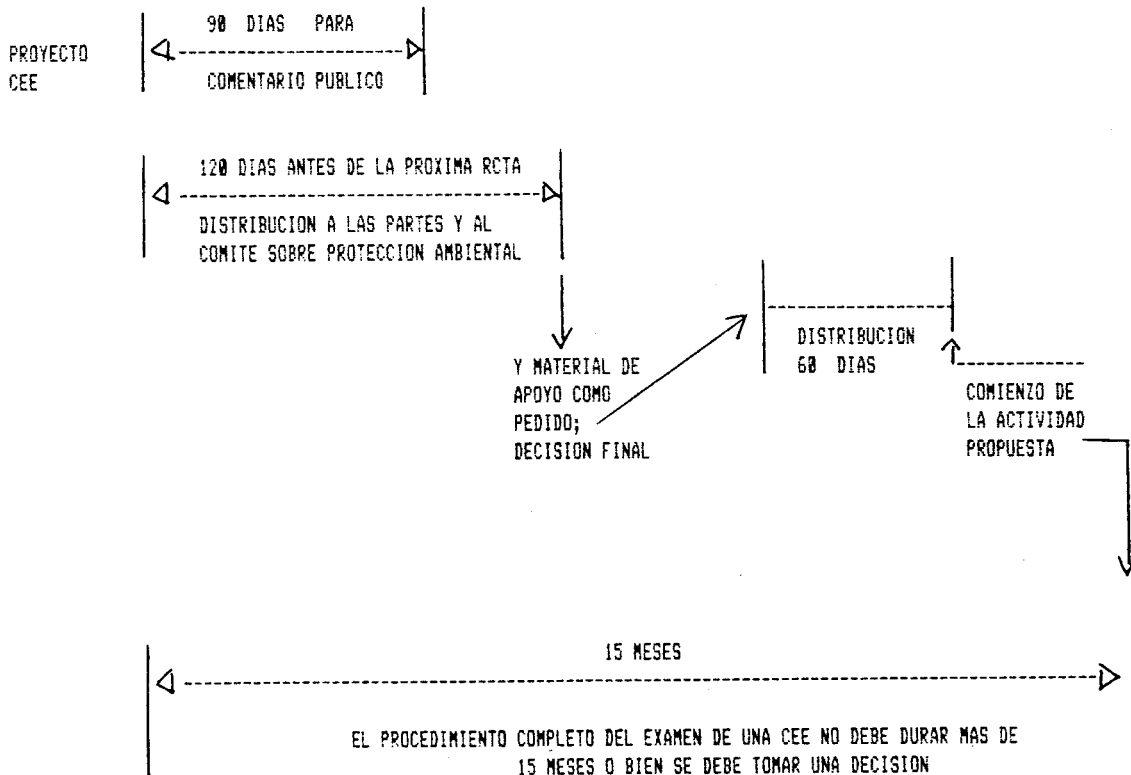 90 DIAS PARA
PROYECTO
CEE
COMENTARIO PUBLICO
120 DIAS ANTES DE LA PROXIMA RCTA
DISTRIBUCION A LAS PARTES Y AL
COMITE SOBRE PROTECCION AMBIENTAL
Y MATERIAL DE
APOYO COMO
PEDIDO;
DECISION FINAL
DISTRIBUCION
60 DIAS
COMIENZO DE
LA ACTIVIDAD
PROPUESTA
15 MESES
EL PROCEDIMIENTO COMPLETO DEL EXAMEN DE UNA CEE NO DEBE DURAR MAS DE
15 MESES O BIEN SE DEBE TOMAR UNA DECISION